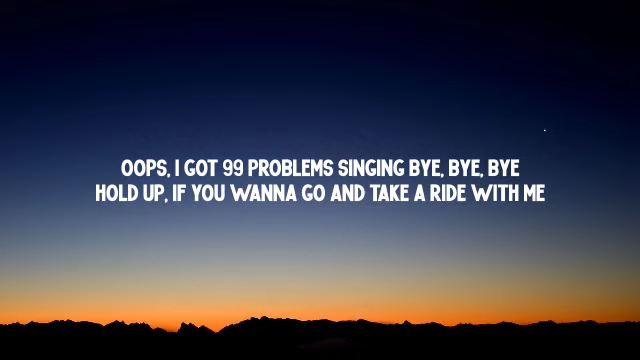 OOPS, I GOT 99 PROBLEMS SINGING BYE, BYE, BYE
HOLD UP, IF YOU WANNA GO AND TAKE A RIDE WITH ME